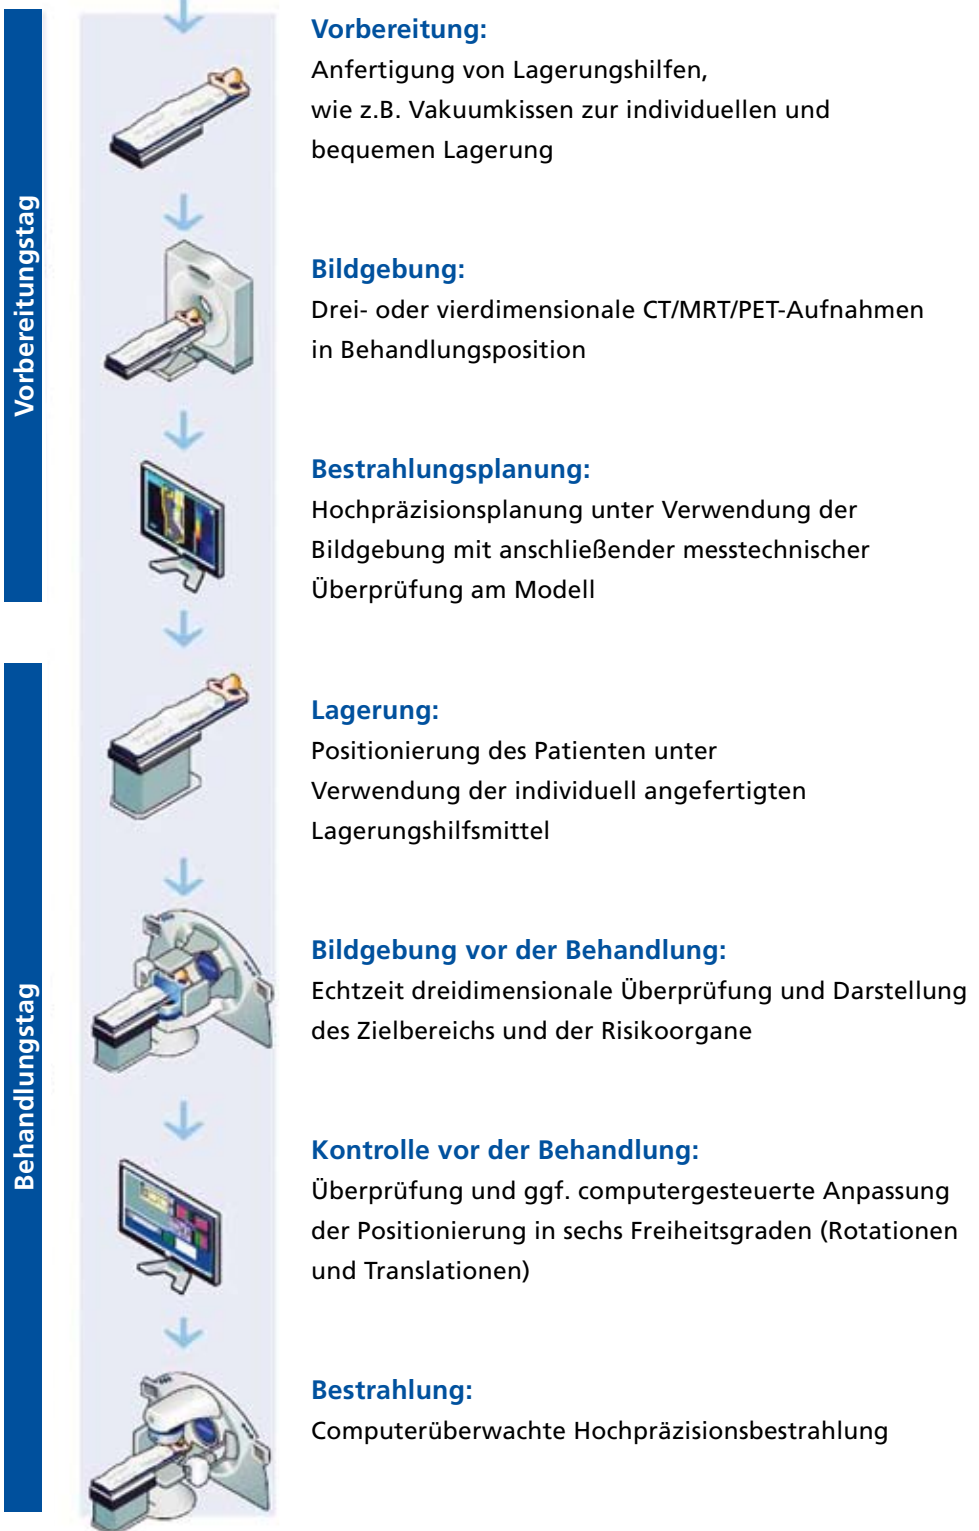 Vorbereitungstag
Vorbereitung:
Anfertigung von Lagerungshilfen,
wie z.B. Vakuumkissen zur individuellen und
bequemen Lagerung
Bildgebung:
Drei- oder vierdimensionale CT/MRT/PET-Aufnahmen
in Behandlungsposition
Bestrahlungsplanung:
Hochpräzisionsplanung unter Verwendung der
Bildgebung mit anschließender messtechnischer
Überprüfung am Modell
Behandlungstag
Lagerung:
Positionierung des Patienten unter
Verwendung der individuell angefertigten
Lagerungshilfsmittel
Bildgebung vor der Behandlung:
Echtzeit dreidimensionale Überprüfung und Darstellung
des Zielbereichs und der Risikoorgane
Kontrolle vor der Behandlung:
Überprüfung und ggf. computergesteuerte Anpassung
der Positionierung in sechs Freiheitsgraden (Rotationen
und Translationen)
Bestrahlung:
Computerüberwachte Hochpräzisionsbestrahlung